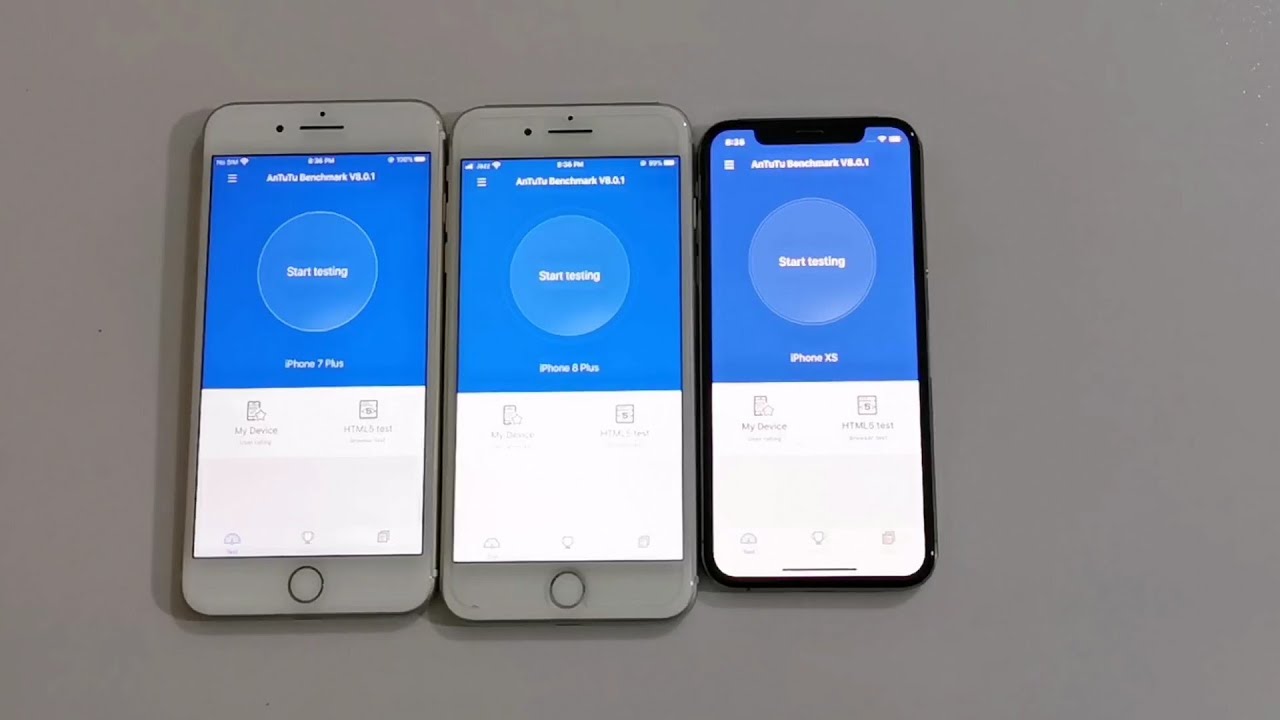 No SIM 8:36 PM 100%
AnTuTu Benchmark V8.0.1
Start testing
iPhone 7 Plus
My Device
User rating
HTML5 test
Browser test
Test
JAZZ 8:36 PM 99%
AnTuTu Benchmark V8.0.1
Start testing
iPhone 8 Plus
My Device
HTML5 test
8:36
AnTuTu Benchmark V8.0.1
Start testing
iPhone XS
My Device
User rating
HTML5 test
Browser test
Test